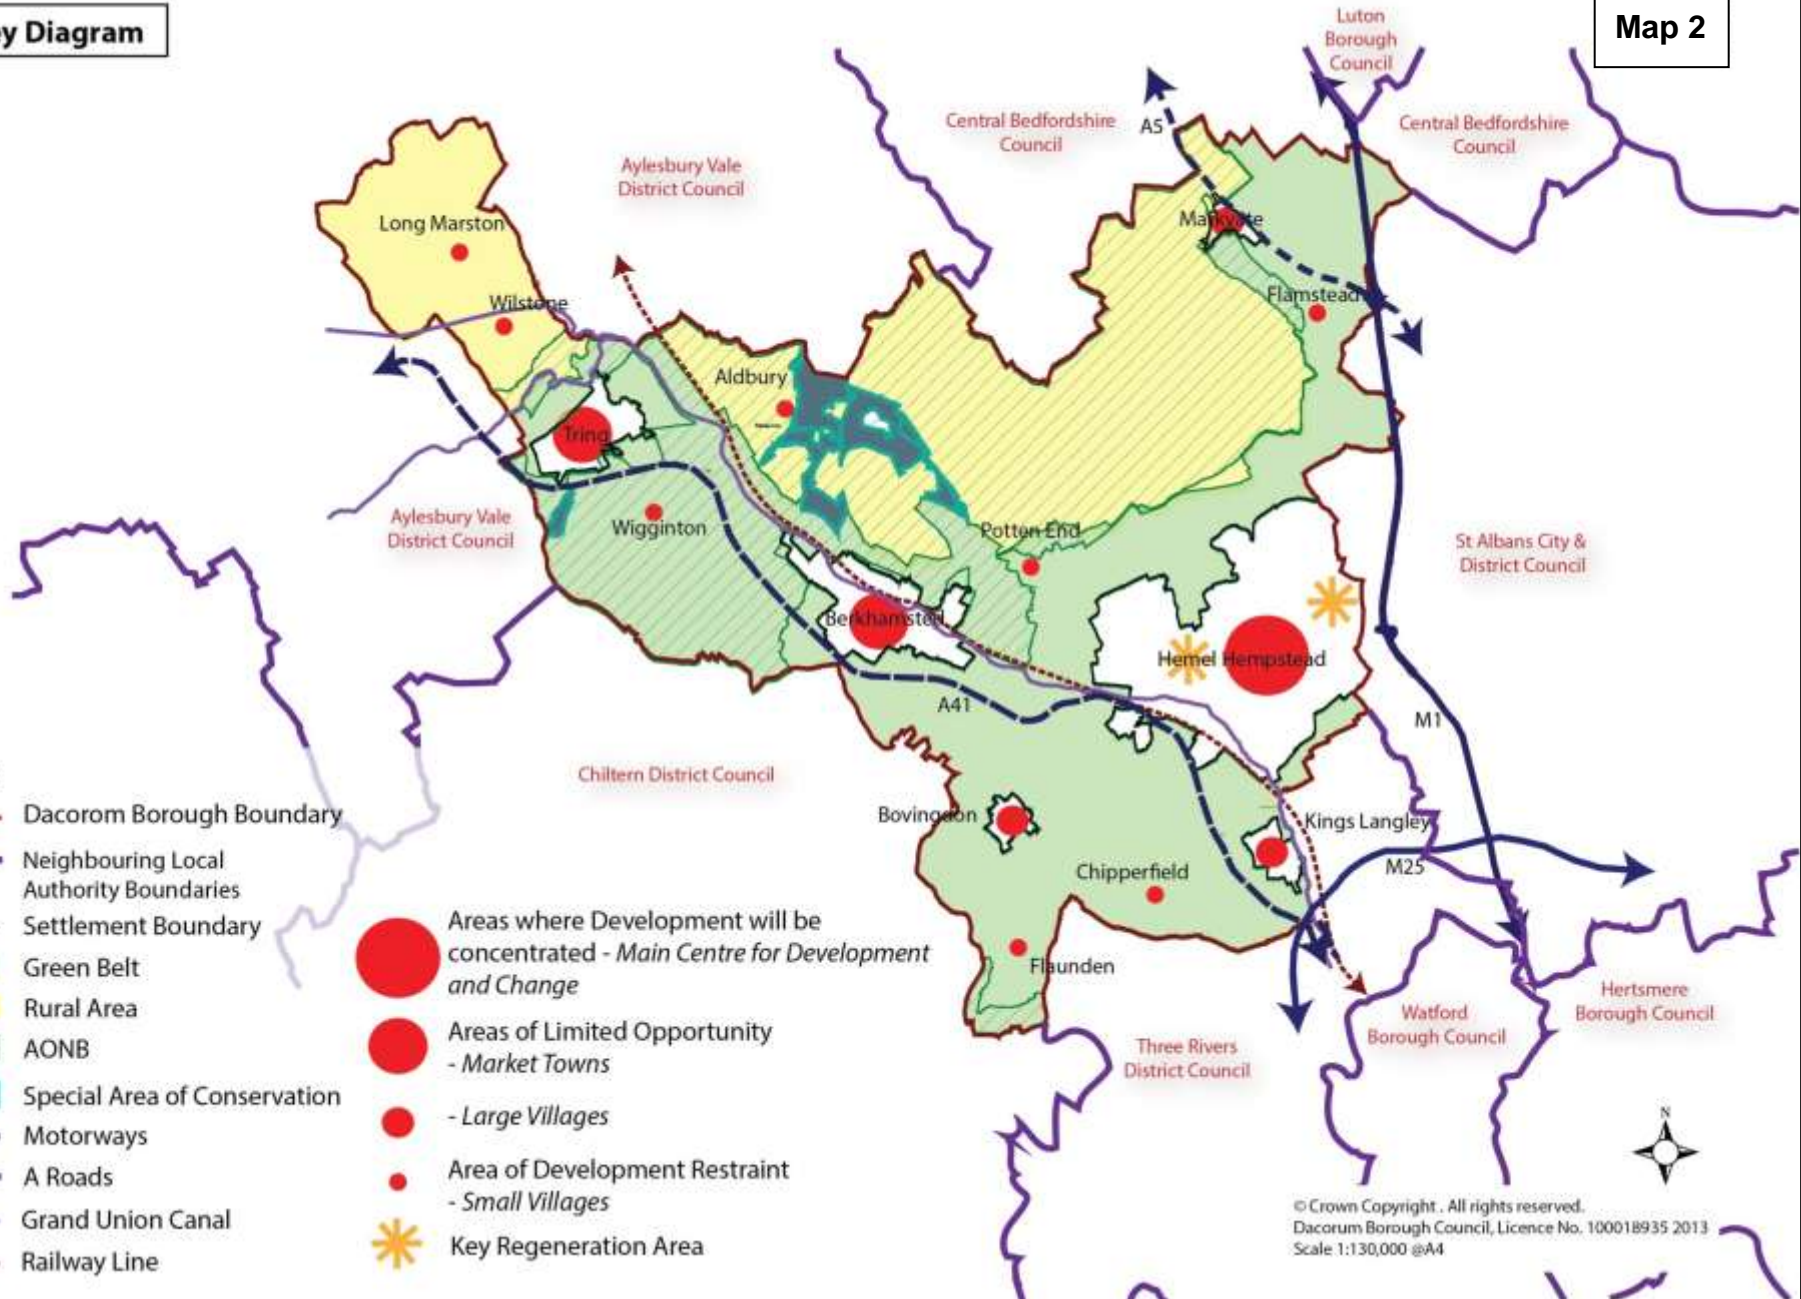 y Diagram
Map 2
Luton
Borough
Council
Central Bedfordshire
Council
A5
Central Bedfordshire
Council
Aylesbury Vale
District Council
Long Marston
Markyate
Wilstone
Flamstead
Aldbury
Tring
Aylesbury Vale
District Council
Wigginton
Potten End
St Albans City &
District Council
Berkhamsted
Hemel Hempstead
A41
M1
Chiltern District Council
Bovingdon
Kings Langley
M25
Chipperfield
Flaunden
Three Rivers
District Council
Watford
Borough Council
Hertsmere
Borough Council
Dacorom Borough Boundary
Neighbouring Local
Authority Boundaries
Settlement Boundary
Green Belt
Rural Area
AONB
Special Area of Conservation
Motorways
A Roads
Grand Union Canal
Railway Line
Areas where Development will be
concentrated - Main Centre for Development
and Change
Areas of Limited Opportunity
- Market Towns
- Large Villages
Area of Development Restraint
- Small Villages
Key Regeneration Area
N
© Crown Copyright . All rights reserved.
Dacorum Borough Council, Licence No. 100018935 2013
Scale 1:130,000 @A4